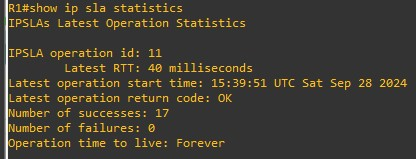 R1#show ip sla statistics
IPSLAs Latest Operation Statistics

IPSLA operation id: 11
        Latest RTT: 40 milliseconds
Latest operation start time: 15:39:51 UTC Sat Sep 28 2024
Latest operation return code: OK
Number of successes: 17
Number of failures: 0
Operation time to live: Forever